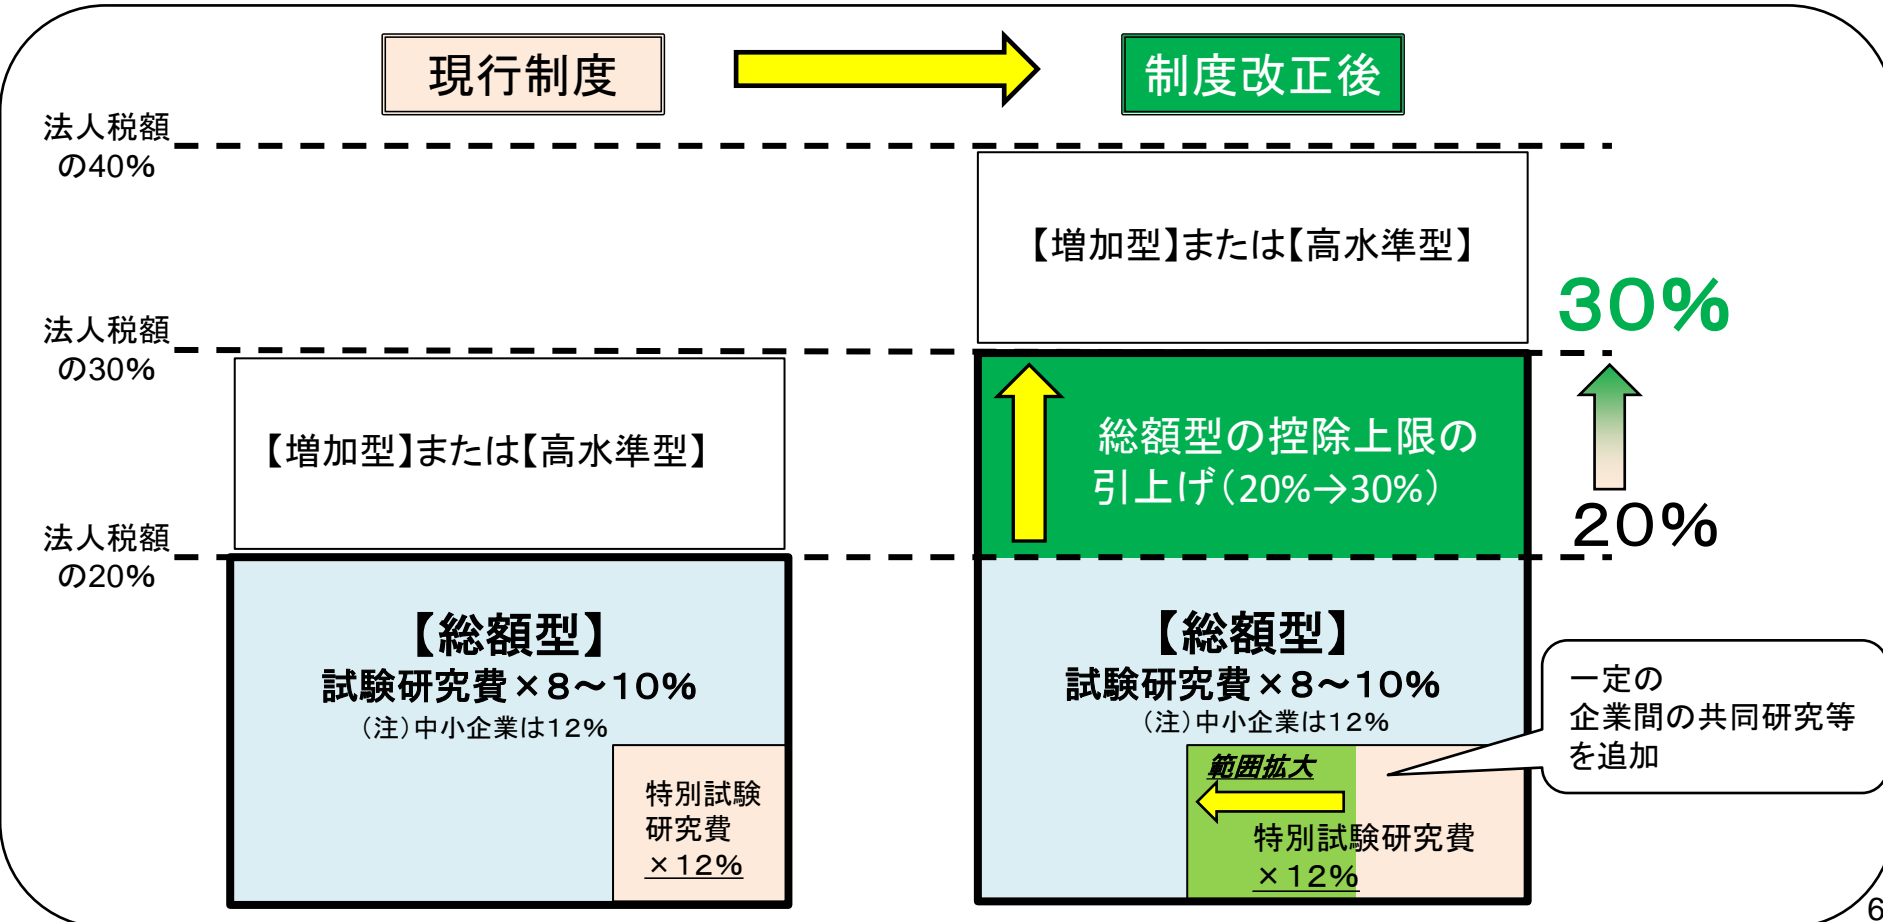 現行制度
制度改正後
法人税額
の40%
【増加型】または【高水準型】
30%
法人税額
の30%
【増加型】または【高水準型】
総額型の控除上限の
引上げ（20%→30%）
20%
法人税額
の20%
【総額型】
試験研究費×８～１０%
（注）中小企業は12%
特別試験
研究費
×１２%
【総額型】
試験研究費×８～１０%
（注）中小企業は12%
範囲拡大
特別試験研究費
×１２%
一定の
企業間の共同研究等
を追加
6